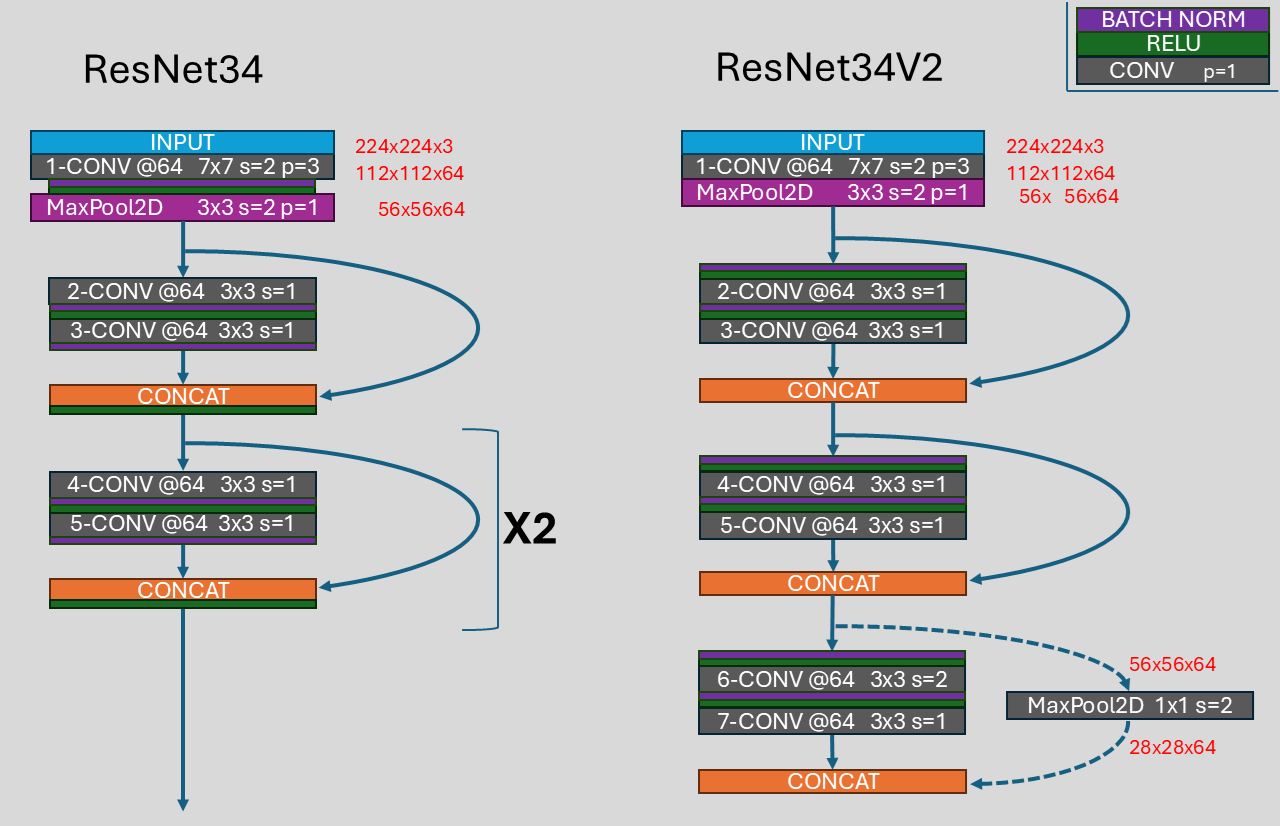 BATCH NORM
RELU
CONV p=1
ResNet34
INPUT
224x224x3
1-CONV @64 7x7 s=2 p=3
112x112x64
MaxPool2D 3x3 s=2 p=1
56x56x64
2-CONV @64 3x3 s=1
3-CONV @64 3x3 s=1
CONCAT
4-CONV @64 3x3 s=1
5-CONV @64 3x3 s=1
CONCAT
X2
ResNet34V2
INPUT
224x224x3
1-CONV @64 7x7 s=2 p=3
112x112x64
MaxPool2D 3x3 s=2 p=1
56x 56x64
2-CONV @64 3x3 s=1
3-CONV @64 3x3 s=1
CONCAT
4-CONV @64 3x3 s=1
5-CONV @64 3x3 s=1
CONCAT
6-CONV @64 3x3 s=2
7-CONV @64 3x3 s=1
56x56x64
MaxPool2D 1x1 s=2
28x28x64
CONCAT